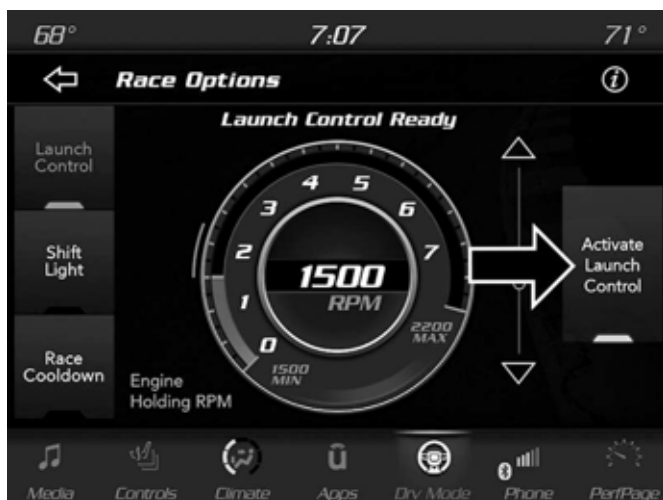 68° 7:07 71°
Race Options
Launch Control Ready
Launch
Control
Shift
Light
Race
Cooldown
0
1
2
3
4
5
6
7
1500
RPM
1500
MIN
2200
MAX
Engine
Holding RPM
Activate
Launch
Control
Media Controls Climate Apps Drv Mode Phone PerfPage